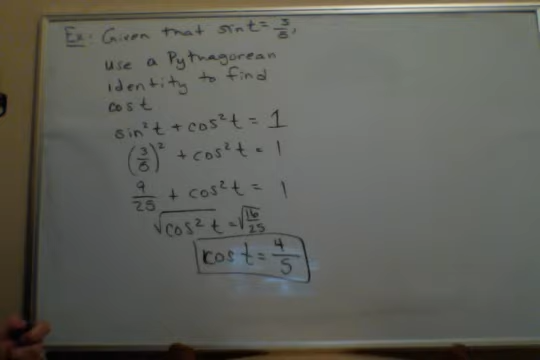 Ex: Given that sin t = 3/5,
use a Pythagorean
identity to find
cos t
sin²t + cos²t = 1
(3/5)² + cos²t = 1
9/25 + cos²t = 1
√cos²t = √16/25
cos t = 4/5